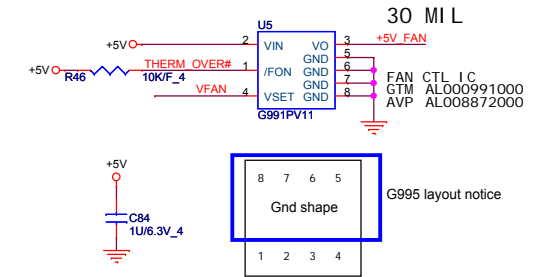 30 MIL
U5
+5V 2 VIN VO 3 +5V_FAN
GND 5
+5V R46 10K/F_4 THERM_OVER# 1 /FON GND 6
GND 7
VFAN 4 VSET GND 8
G991PV11
FAN CTL IC
GTM AL000991000
AVP AL008872000
+5V
C84
1U/6.3V_4
8 7 6 5
Gnd shape
1 2 3 4
G995 layout notice